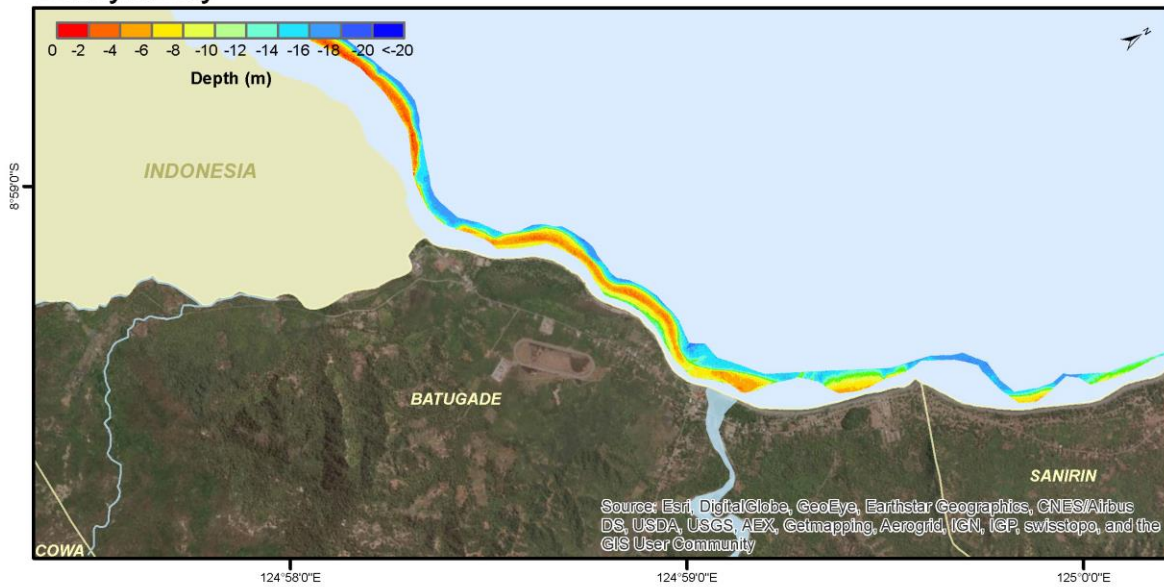 0 -2 -4 -6 -8 -10 -12 -14 -16 -18 -20 <-20
Depth (m)
N
INDONESIA
8°59'0"S
BATUGADE
SANIRIN
COWA
Source: Esri, DigitalGlobe, GeoEye, Earthstar Geographics, CNES/Airbus
DS, USDA, USGS, AEX, Getmapping, Aerogrid, IGN, IGP, swisstopo, and the
GIS User Community
124°58'0"E 124°59'0"E 125°0'0"E